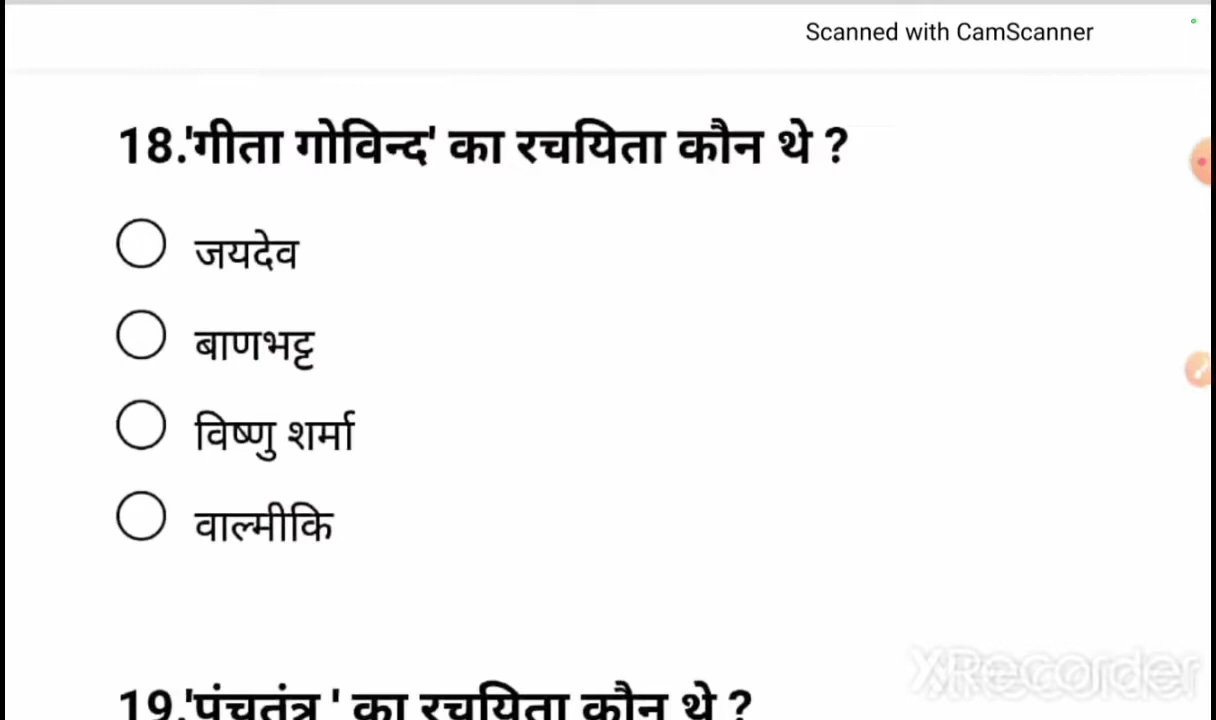 Scanned with CamScanner
18.'गीता गोविन्द' का रचयिता कौन थे ?
जयदेव
बाणभट्ट
विष्णु शर्मा
वाल्मीकि
XRecorder
19.'पंचतंत्र ' का रचयिता कौन थे ?